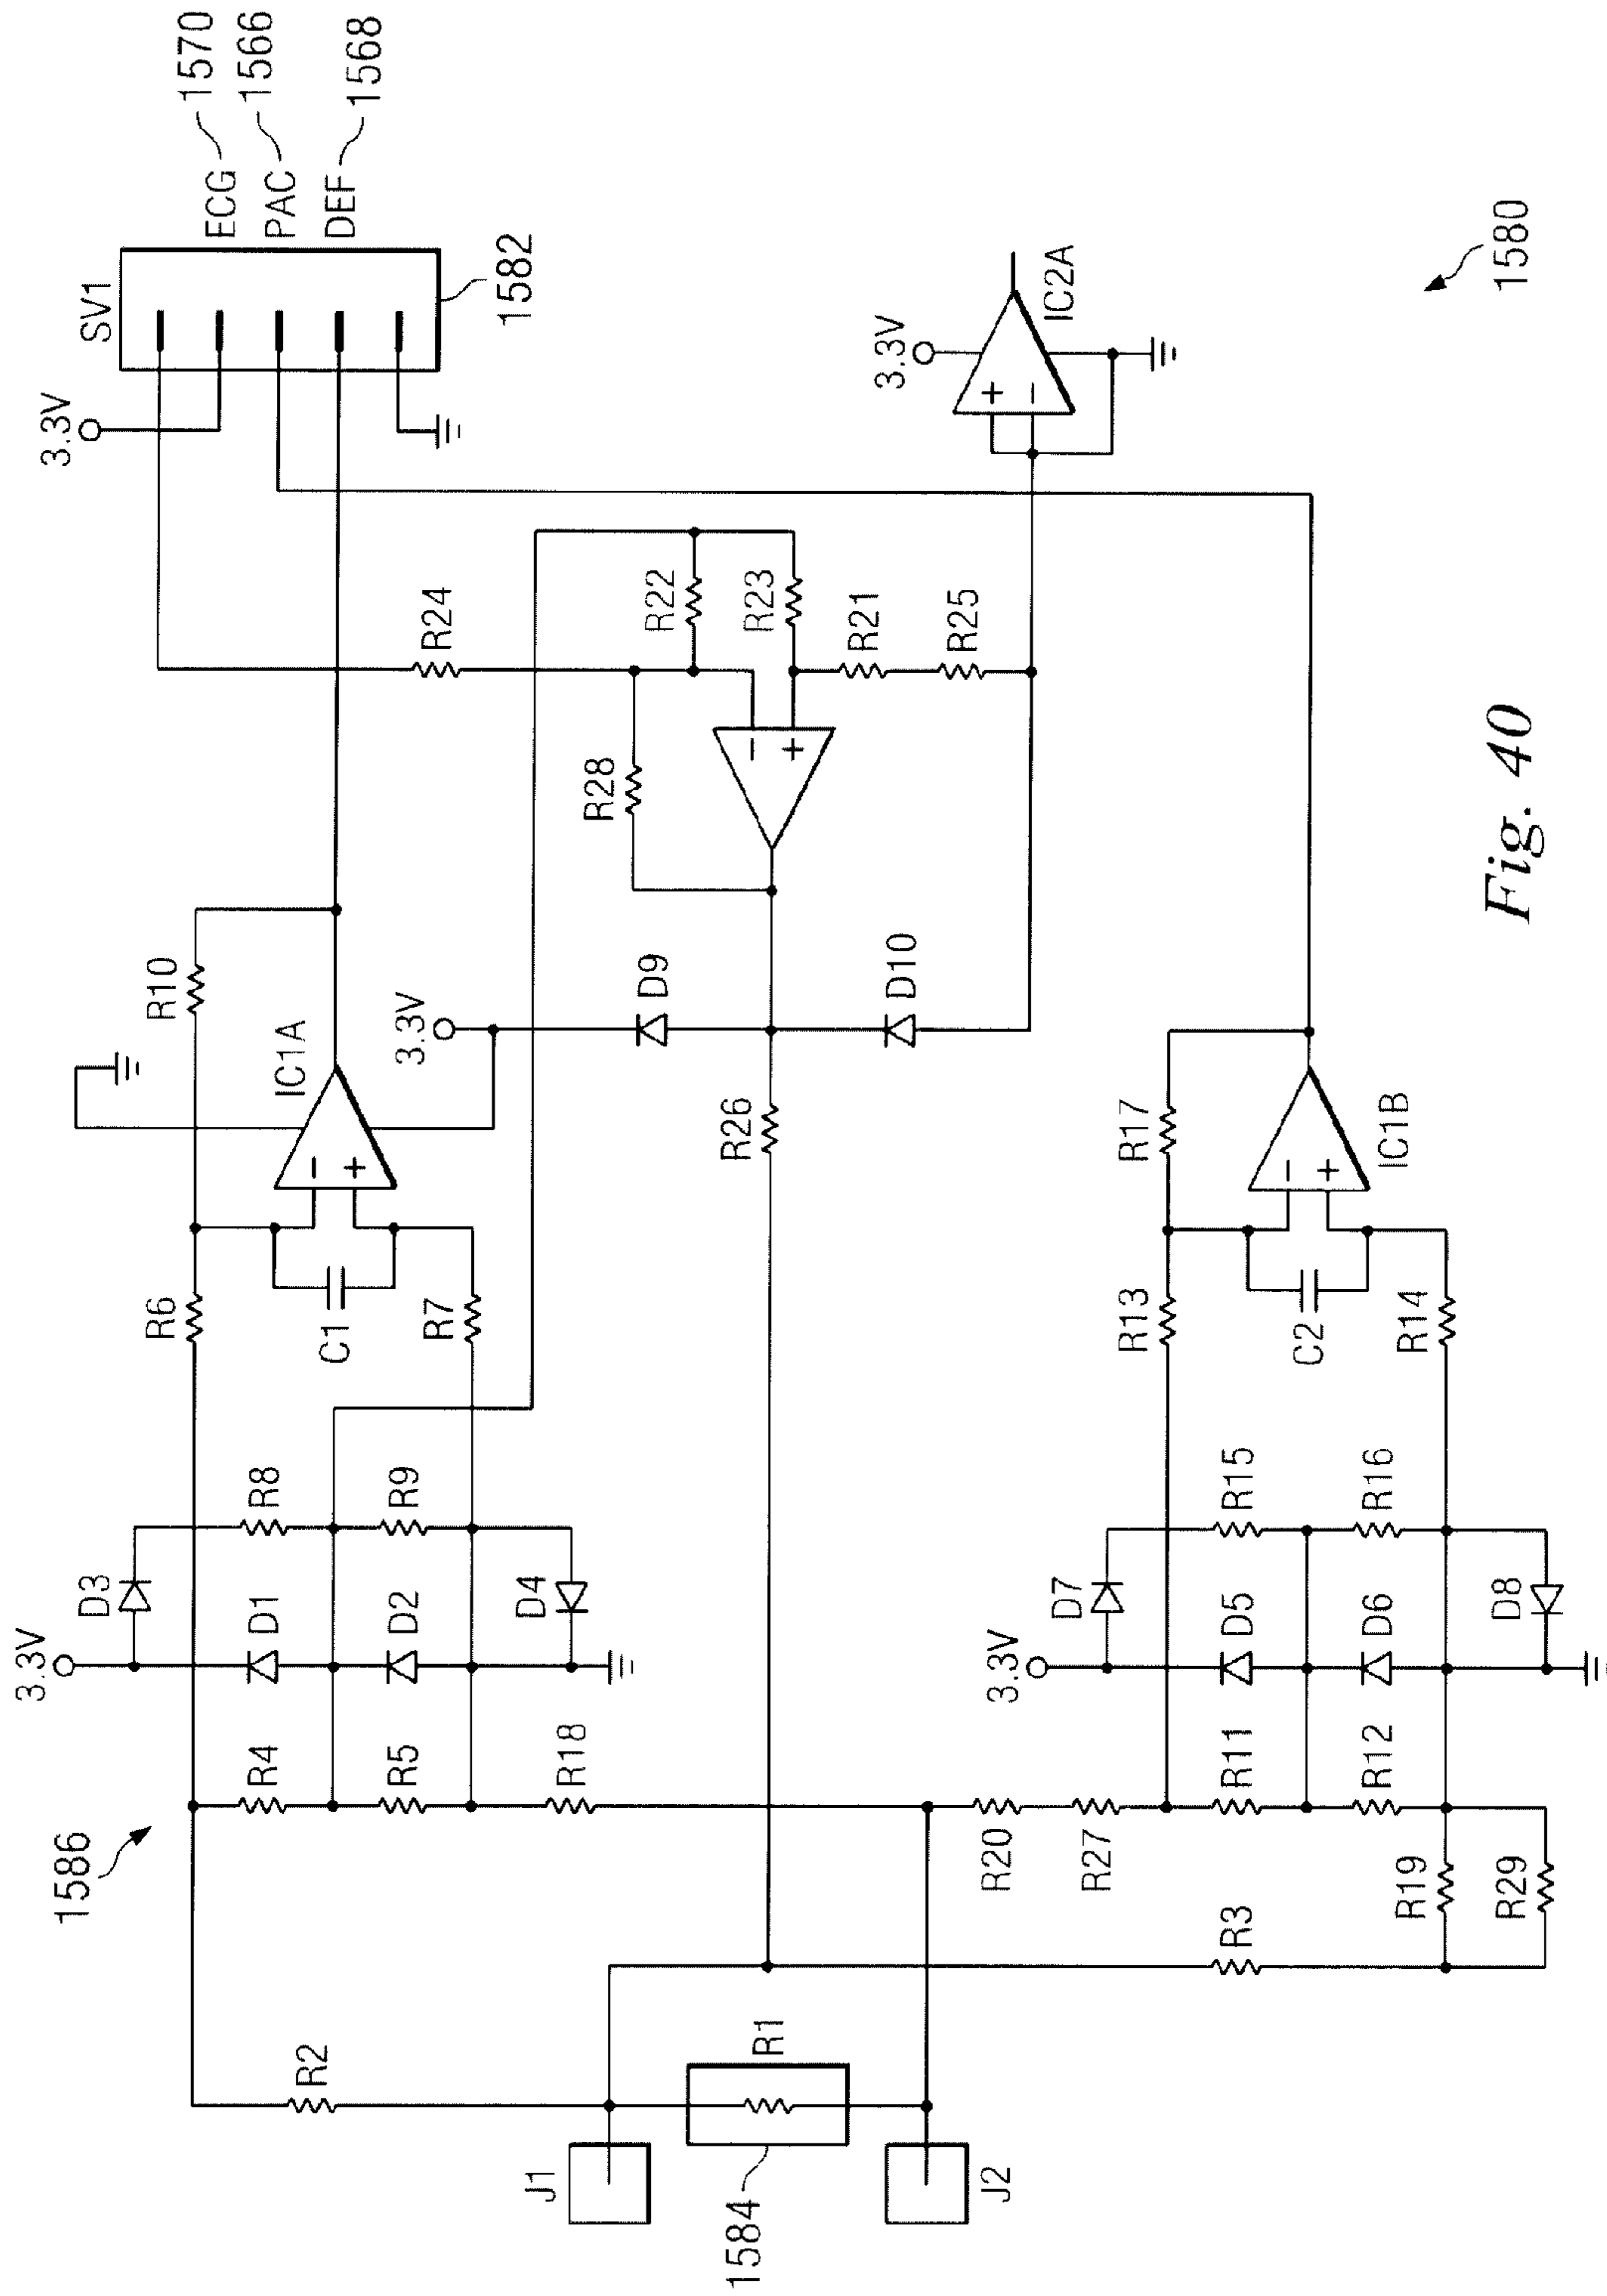 1570
1566
1568
ECG
PAC
DEF
SV1
1582
3.3V
3.3V
IC2A
1580
R24
R22
R23
R21
R25
R28
R10
IC1A
3.3V
D9
D10
R26
R17
IC1B
R6
C1
R7
R13
C2
R14
R8
R9
D3
D1
D2
D4
3.3V
R15
R16
D7
D5
D6
D8
3.3V
R4
R5
R18
1586
R20
R27
R11
R12
R19
R29
R3
R2
R1
J1
1584
J2
+
−
−
+
−
+
−
+
Fig. 40